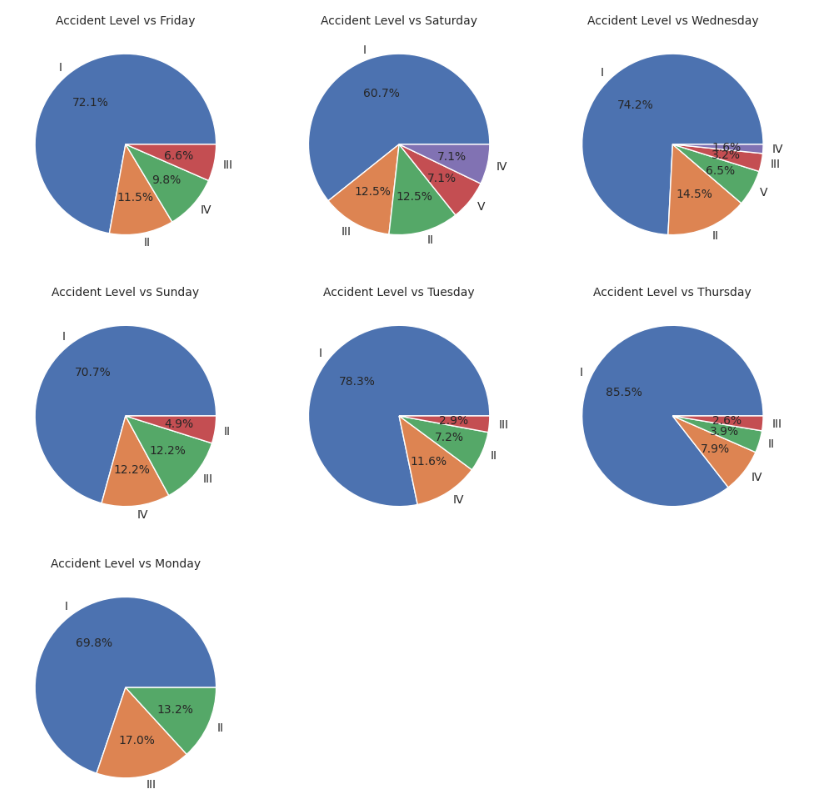 Accident Level vs Friday
I
72.1%
6.6%
III
9.8%
11.5%
IV
II
Accident Level vs Saturday
I
60.7%
7.1%
IV
7.1%
12.5%
12.5%
V
III
II
Accident Level vs Wednesday
I
74.2%
1.6%
IV
3.2%
III
6.5%
V
14.5%
II
Accident Level vs Sunday
I
70.7%
4.9%
II
12.2%
12.2%
III
IV
Accident Level vs Tuesday
I
78.3%
2.9%
III
7.2%
II
11.6%
IV
Accident Level vs Thursday
I
85.5%
2.6%
III
3.9%
II
7.9%
IV
Accident Level vs Monday
I
69.8%
13.2%
II
17.0%
III